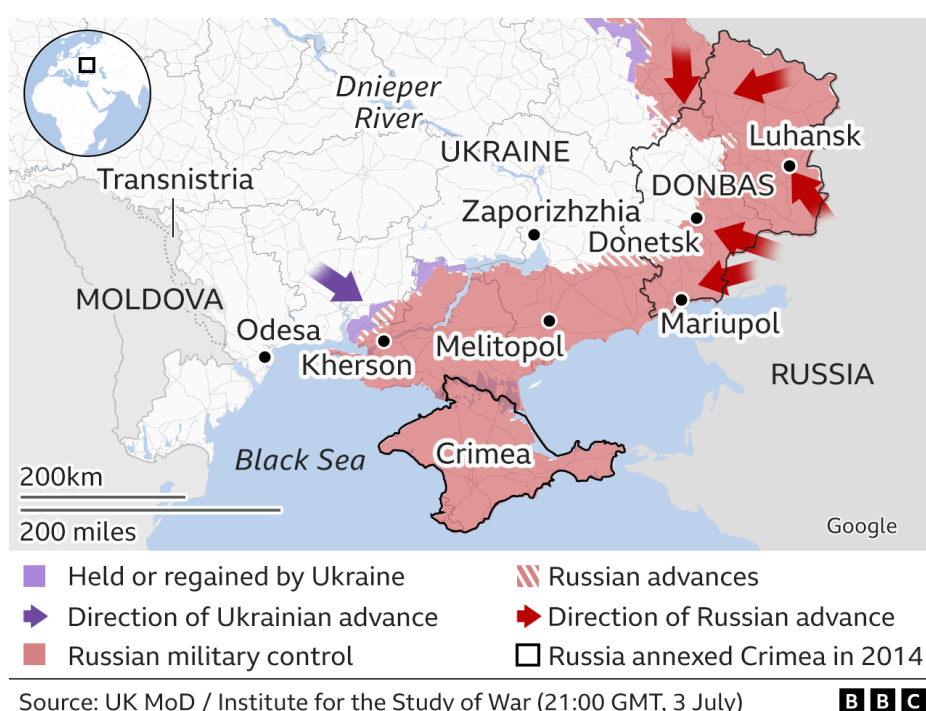 Dnieper
River
UKRAINE
Luhansk
Transnistria
DONBAS
Zaporizhzhia
Donetsk
MOLDOVA
Odesa
Mariupol
Kherson
Melitopol
RUSSIA
Crimea
Black Sea
200km
200 miles
Google
Held or regained by Ukraine
Russian advances
Direction of Ukrainian advance
Direction of Russian advance
Russian military control
Russia annexed Crimea in 2014
Source: UK MoD / Institute for the Study of War (21:00 GMT, 3 July)
BBC